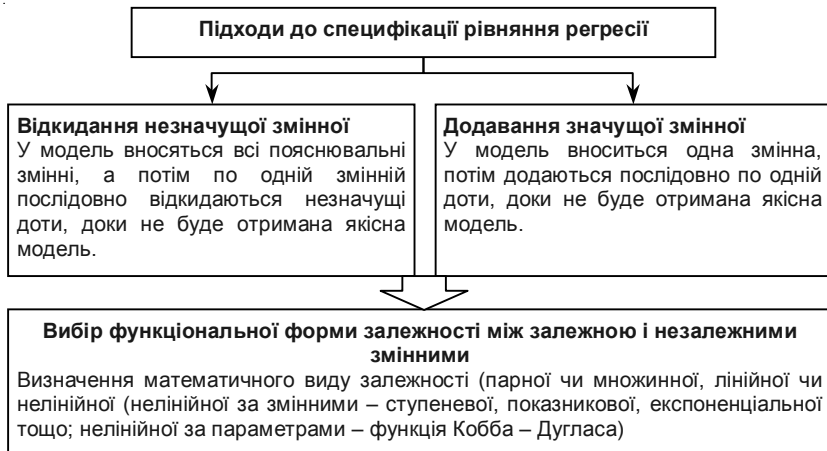 Підходи до специфікації рівняння регресії
Відкидання незначущої змінної
У модель вносяться всі пояснювальні
змінні, а потім по одній змінній
послідовно відкидаються незначущі
доти, доки не буде отримана якісна
модель.
Додавання значущої змінної
У модель вноситься одна змінна,
потім додаються послідовно по одній
доти, доки не буде отримана якісна
модель.
Вибір функціональної форми залежності між залежною і незалежними
змінними
Визначення математичного виду залежності (парної чи множинної, лінійної чи
нелінійної (нелінійної за змінними – ступеневої, показникової, експоненціальної
тощо; нелінійної за параметрами – функція Кобба – Дугласа)